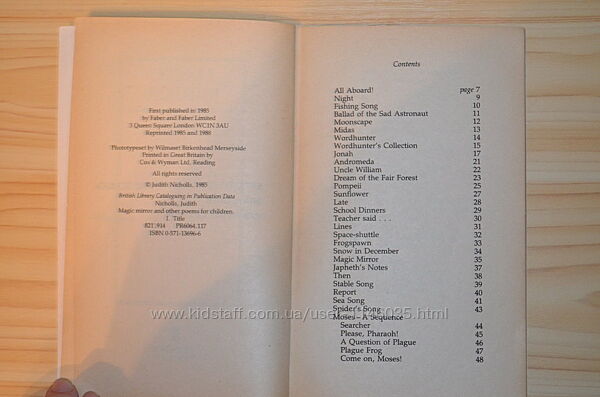 First published in 1985
by Faber and Faber Limited
3 Queen Square London WC1N 3AU
Reprinted 1985 and 1988
Phototypeset by Wilmaset Birkenhead Merseyside
Printed in Great Britain by
Cox & Wyman Ltd, Reading
All rights reserved
© Judith Nicholls, 1985
British Library Cataloguing in Publication Data
Nicholls, Judith
Magic mirror and other poems for children.
I. Title
821'.914 PR6064.I17
ISBN 0-571-13696-6
Contents
All Aboard! page 7
Night 9
Fishing Song 10
Ballad of the Sad Astronaut 11
Moonscape 12
Midas 13
Wordhunter 14
Wordhunter's Collection 15
Jonah 17
Andromeda 21
Uncle William 22
Dream of the Fair Forest 23
Pompeii 25
Sunflower 27
Late 28
School Dinners 29
Teacher said . . . 30
Lines 31
Space-shuttle 32
Frogspawn 33
Snow in December 34
Magic Mirror 35
Japheth's Notes 37
Then 38
Stable Song 39
Report 40
Sea Song 41
Spider's Song 43
Moses – A Sequence
Searcher 44
Please, Pharaoh! 45
A Question of Plague 46
Plague Frog 47
Come on, Moses! 48